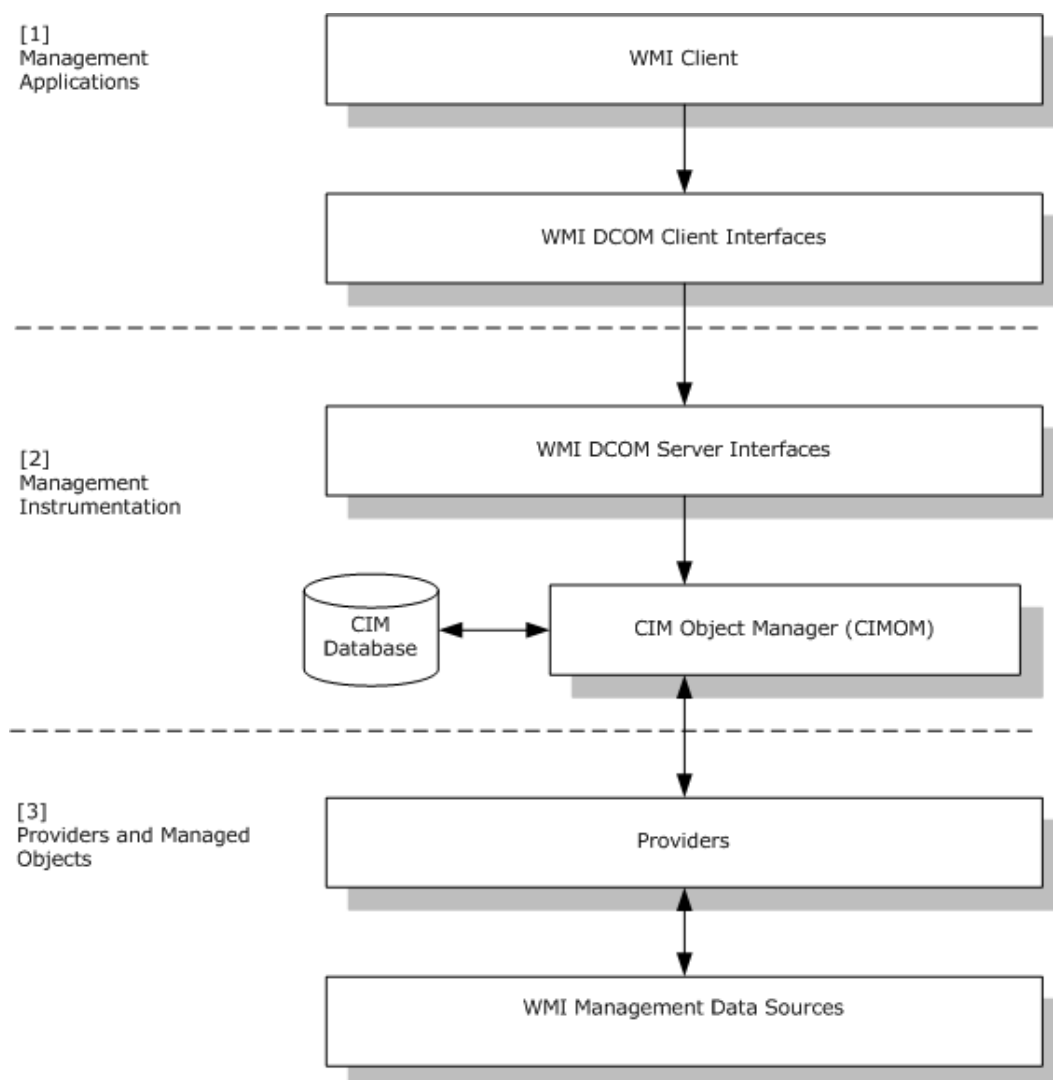 [1]
Management
Applications
WMI Client
WMI DCOM Client Interfaces
[2]
Management
Instrumentation
WMI DCOM Server Interfaces
CIM
Database
CIM Object Manager (CIMOM)
[3]
Providers and Managed
Objects
Providers
WMI Management Data Sources